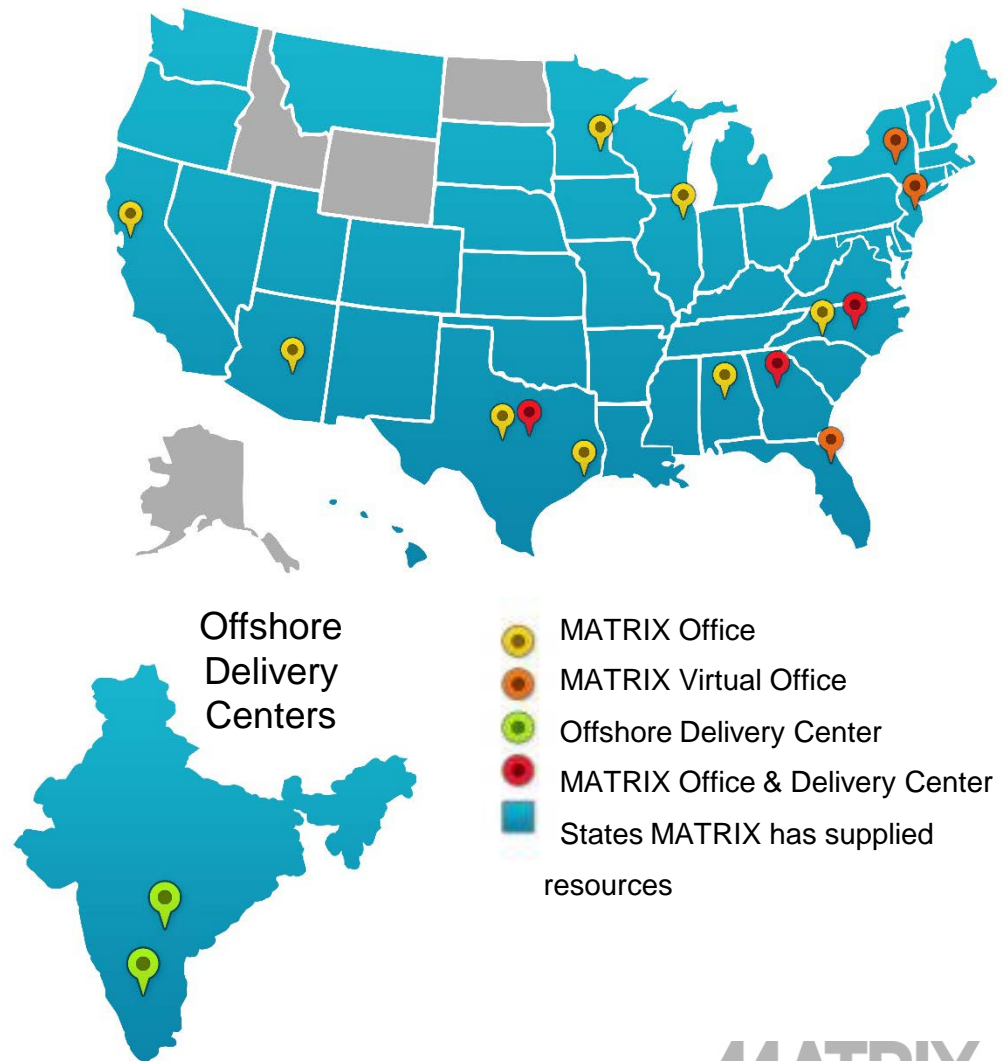 Offshore
Delivery
Centers
MATRIX Office
MATRIX Virtual Office
Offshore Delivery Center
MATRIX Office & Delivery Center
States MATRIX has supplied
resources
MATRIX